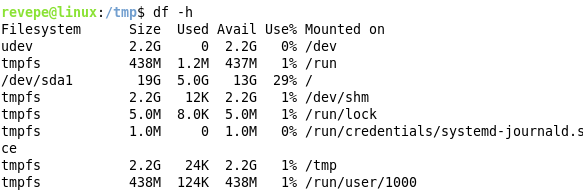 revepe@linux:/tmp$ df -h
Filesystem      Size  Used Avail Use% Mounted on
udev            2.2G     0  2.2G   0% /dev
tmpfs           438M  1.2M  437M   1% /run
/dev/sda1        19G  5.0G   13G  29% /
tmpfs           2.2G   12K  2.2G   1% /dev/shm
tmpfs           5.0M  8.0K  5.0M   1% /run/lock
tmpfs           1.0M     0  1.0M   0% /run/credentials/systemd-journald.s
ce
tmpfs           2.2G   24K  2.2G   1% /tmp
tmpfs           438M  124K  438M   1% /run/user/1000